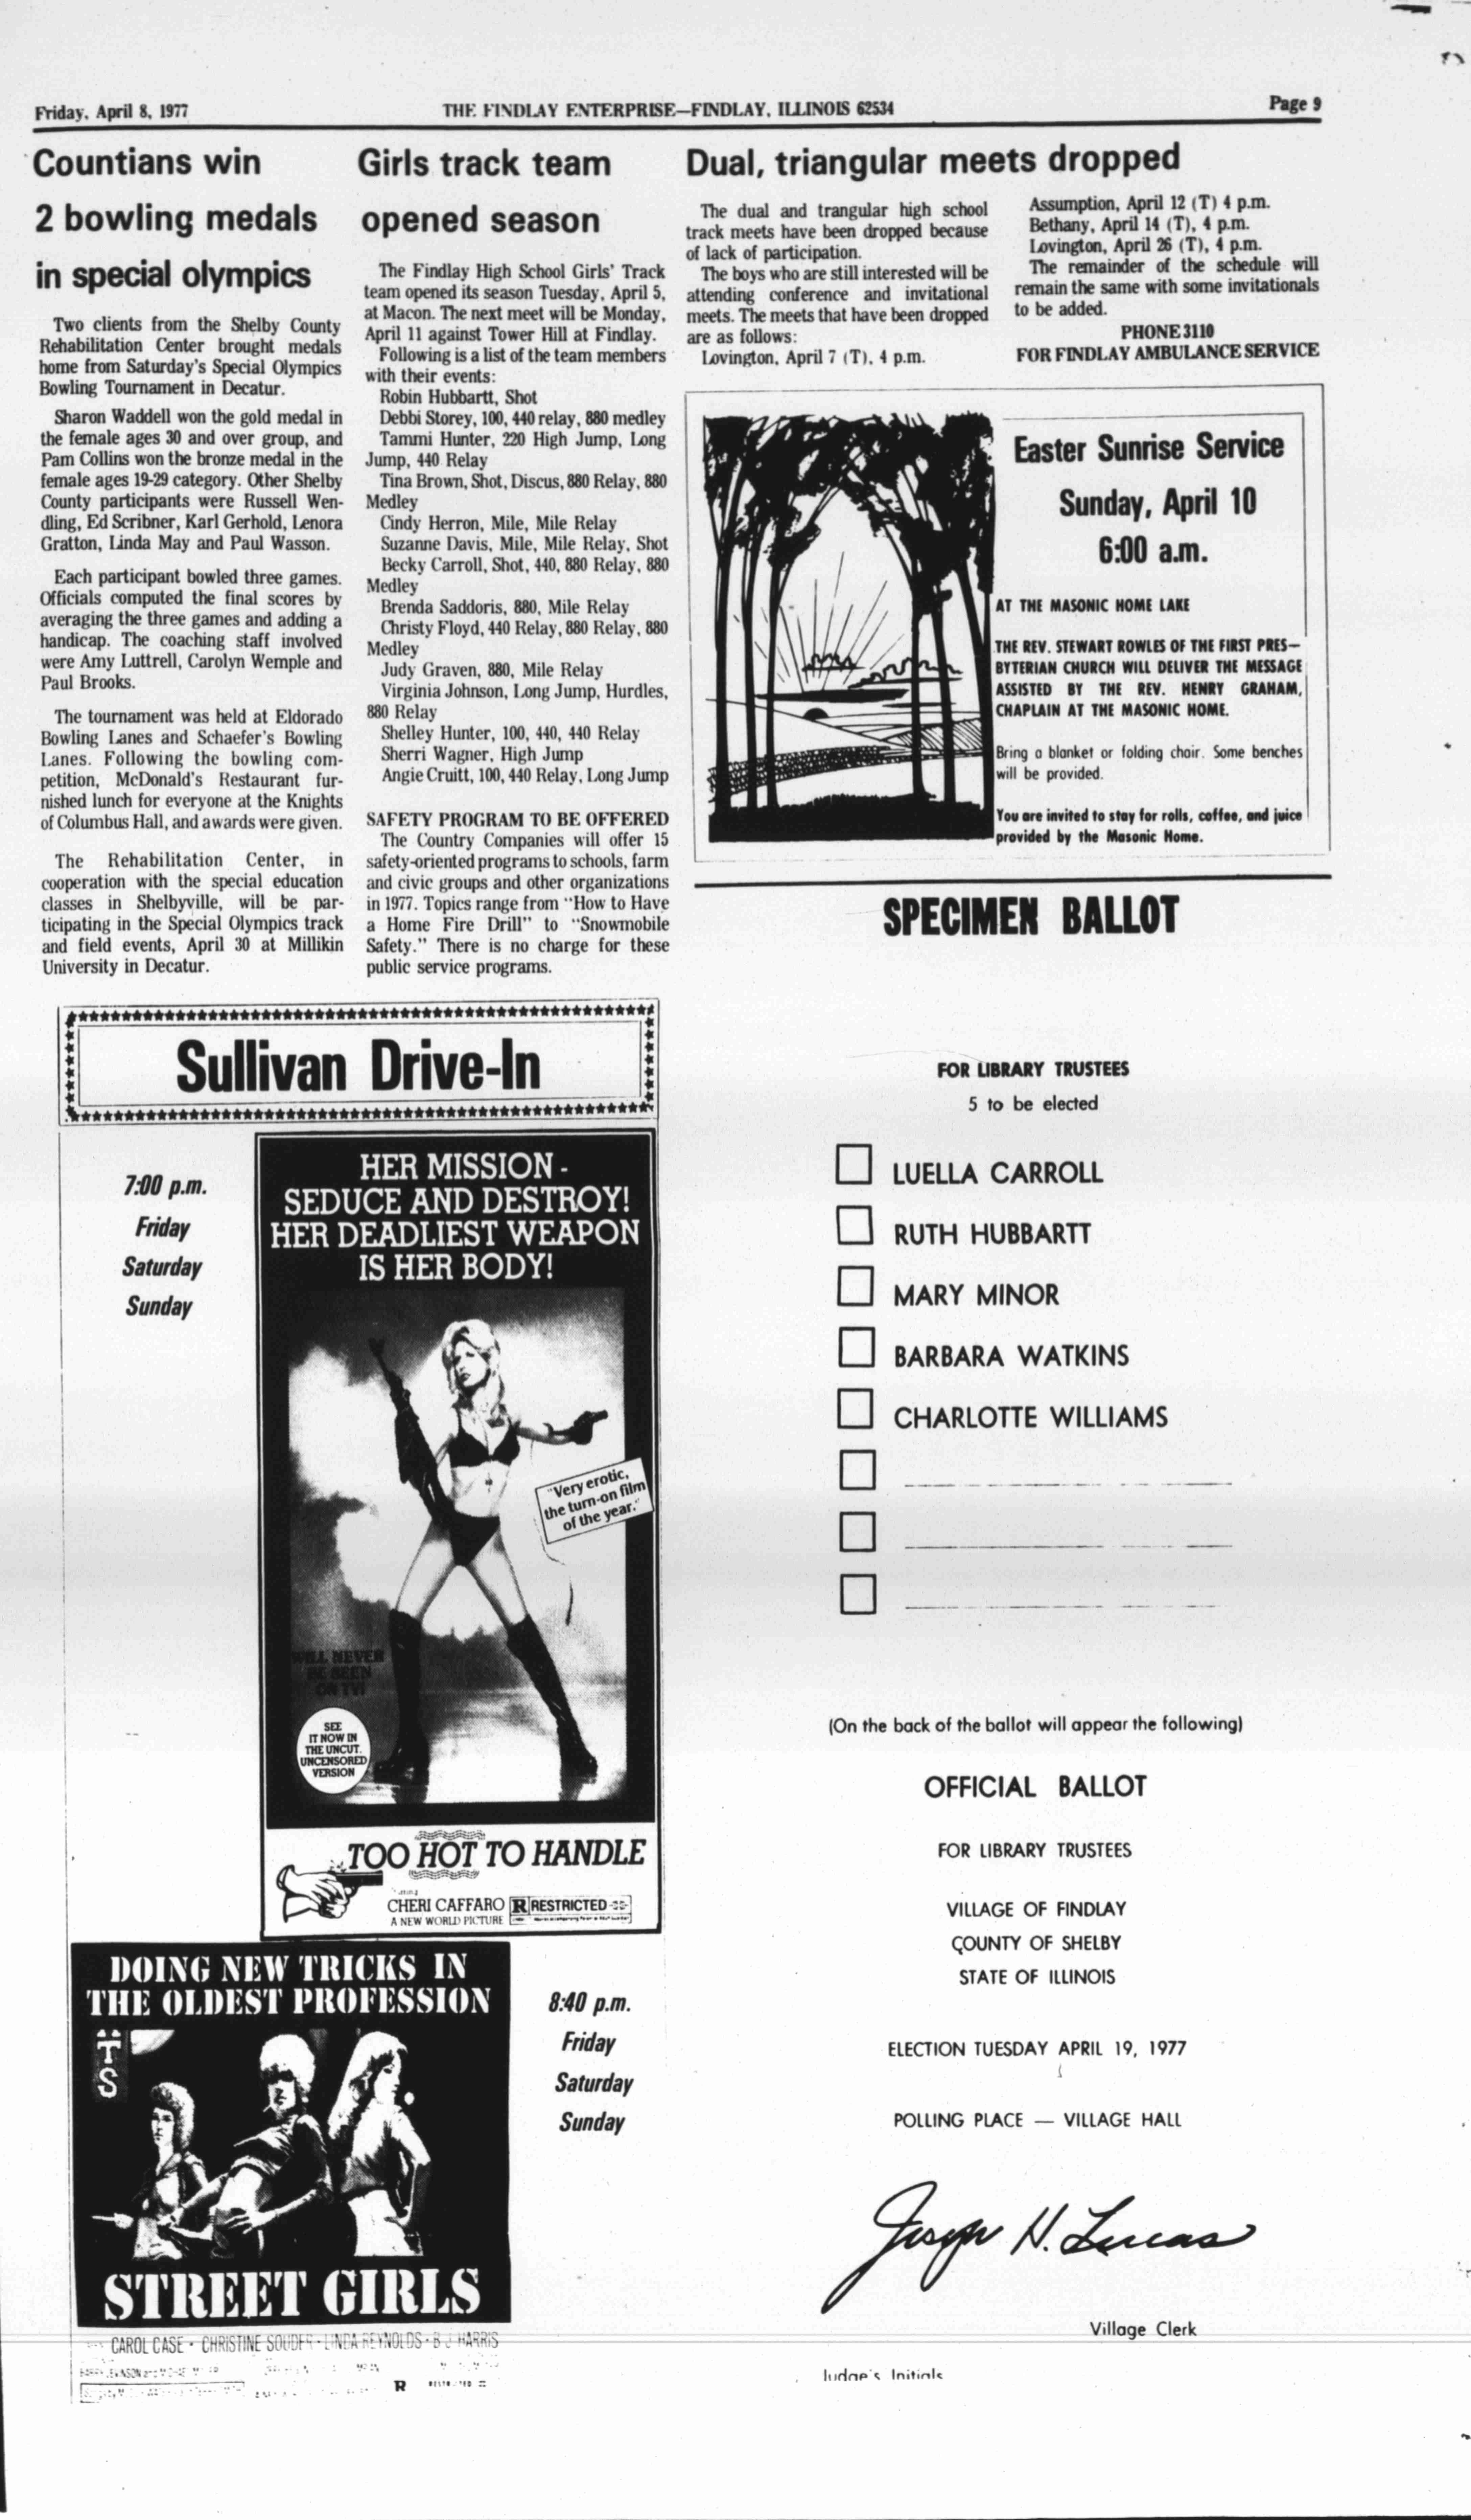 Friday, April 8, 1977
THE FINDLAY ENTERPRISE—FINDLAY, ILLINOIS 62534
Page 9
Countians win
2 bowling medals
in special olympics
Two clients from the Shelby County
Rehabilitation Center brought medals
home from Saturday's Special Olympics
Bowling Tournament in Decatur.
Sharon Waddell won the gold medal in
the female ages 30 and over group, and
Pam Collins won the bronze medal in the
female ages 19-29 category. Other Shelby
County participants were Russell Wen-
dling, Ed Scribner, Karl Gerhold, Lenora
Gratton, Linda May and Paul Wasson.
Each participant bowled three games.
Officials computed the final scores by
averaging the three games and adding a
handicap. The coaching staff involved
were Amy Luttrell, Carolyn Wemple and
Paul Brooks.
The tournament was held at Eldorado
Bowling Lanes and Schaefer's Bowling
Lanes. Following the bowling com-
petition, McDonald's Restaurant fur-
nished lunch for everyone at the Knights
of Columbus Hall, and awards were given.
The Rehabilitation Center, in
cooperation with the special education
classes in Shelbyville, will be par-
ticipating in the Special Olympics track
and field events, April 30 at Millikin
University in Decatur.
Girls track team
opened season
The Findlay High School Girls' Track
team opened its season Tuesday, April 5,
at Macon. The next meet will be Monday,
April 11 against Tower Hill at Findlay.
Following is a list of the team members
with their events:
Robin Hubbartt, Shot
Debbi Storey, 100, 440 relay, 880 medley
Tammi Hunter, 220 High Jump, Long
Jump, 440 Relay
Tina Brown, Shot, Discus, 880 Relay, 880
Medley
Cindy Herron, Mile, Mile Relay
Suzanne Davis, Mile, Mile Relay, Shot
Becky Carroll, Shot, 440, 880 Relay, 880
Medley
Brenda Saddoris, 880, Mile Relay
Christy Floyd, 440 Relay, 880 Relay, 880
Medley
Judy Graven, 880, Mile Relay
Virginia Johnson, Long Jump, Hurdles,
880 Relay
Shelley Hunter, 100, 440, 440 Relay
Sherri Wagner, High Jump
Angie Cruitt, 100, 440 Relay, Long Jump
SAFETY PROGRAM TO BE OFFERED
The Country Companies will offer 15
safety-oriented programs to schools, farm
and civic groups and other organizations
in 1977. Topics range from "How to Have
a Home Fire Drill" to "Snowmobile
Safety." There is no charge for these
public service programs.
Dual, triangular meets dropped
The dual and trangular high school
track meets have been dropped because
of lack of participation.
The boys who are still interested will be
attending conference and invitational
meets. The meets that have been dropped
are as follows:
Lovington, April 7 (T), 4 p.m.
Assumption, April 12 (T) 4 p.m.
Bethany, April 14 (T), 4 p.m.
Lovington, April 26 (T), 4 p.m.
The remainder of the schedule will
remain the same with some invitationals
to be added.
PHONE 3110
FOR FINDLAY AMBULANCE SERVICE
Easter Sunrise Service
Sunday, April 10
6:00 a.m.
AT THE MASONIC HOME LAKE
THE REV. STEWART ROWLES OF THE FIRST PRES—
BYTERIAN CHURCH WILL DELIVER THE MESSAGE
ASSISTED BY THE REV. HENRY GRAHAM,
CHAPLAIN AT THE MASONIC HOME.
Bring a blanket or folding chair. Some benches
will be provided.
You are invited to stay for rolls, coffee, and juice
provided by the Masonic Home.
Sullivan Drive-In
7:00 p.m.
Friday
Saturday
Sunday
HER MISSION -
SEDUCE AND DESTROY!
HER DEADLIEST WEAPON
IS HER BODY!
"Very erotic,
the turn-on film
of the year."
WILL NEVER
BE SEEN
ON TV!
SEE
IT NOW IN
THE UNCUT,
UNCENSORED
VERSION
TOO HOT TO HANDLE
CHERI CAFFARO R RESTRICTED
A NEW WORLD PICTURE
DOING NEW TRICKS IN
THE OLDEST PROFESSION
TS
STREET GIRLS
CAROL CASE · CHRISTINE SOUDER · LINDA REYNOLDS · B J HARRIS
R RESTRICTED
8:40 p.m.
Friday
Saturday
Sunday
SPECIMEN BALLOT
FOR LIBRARY TRUSTEES
5 to be elected
LUELLA CARROLL
RUTH HUBBARTT
MARY MINOR
BARBARA WATKINS
CHARLOTTE WILLIAMS
(On the back of the ballot will appear the following)
OFFICIAL BALLOT
FOR LIBRARY TRUSTEES
VILLAGE OF FINDLAY
COUNTY OF SHELBY
STATE OF ILLINOIS
ELECTION TUESDAY APRIL 19, 1977
POLLING PLACE — VILLAGE HALL
Joseph H. Lucas
Village Clerk
Judge's Initials